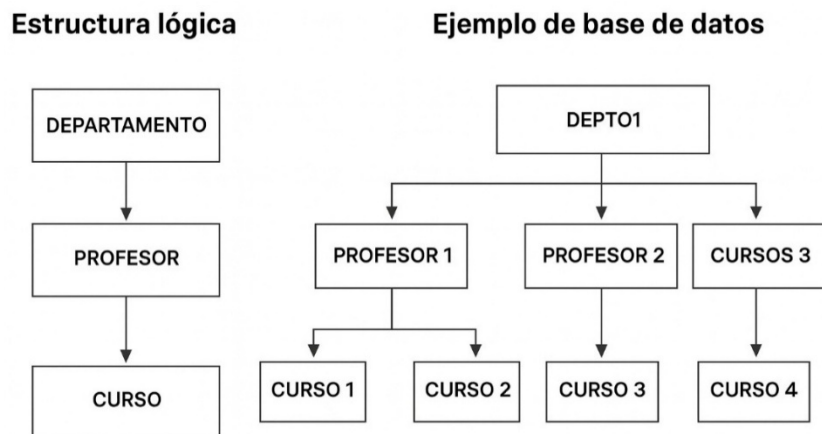 Estructura lógica
Ejemplo de base de datos
DEPARTAMENTO
DEPTO1
PROFESOR
PROFESOR 1
PROFESOR 2
CURSOS 3
CURSO
CURSO 1
CURSO 2
CURSO 3
CURSO 4